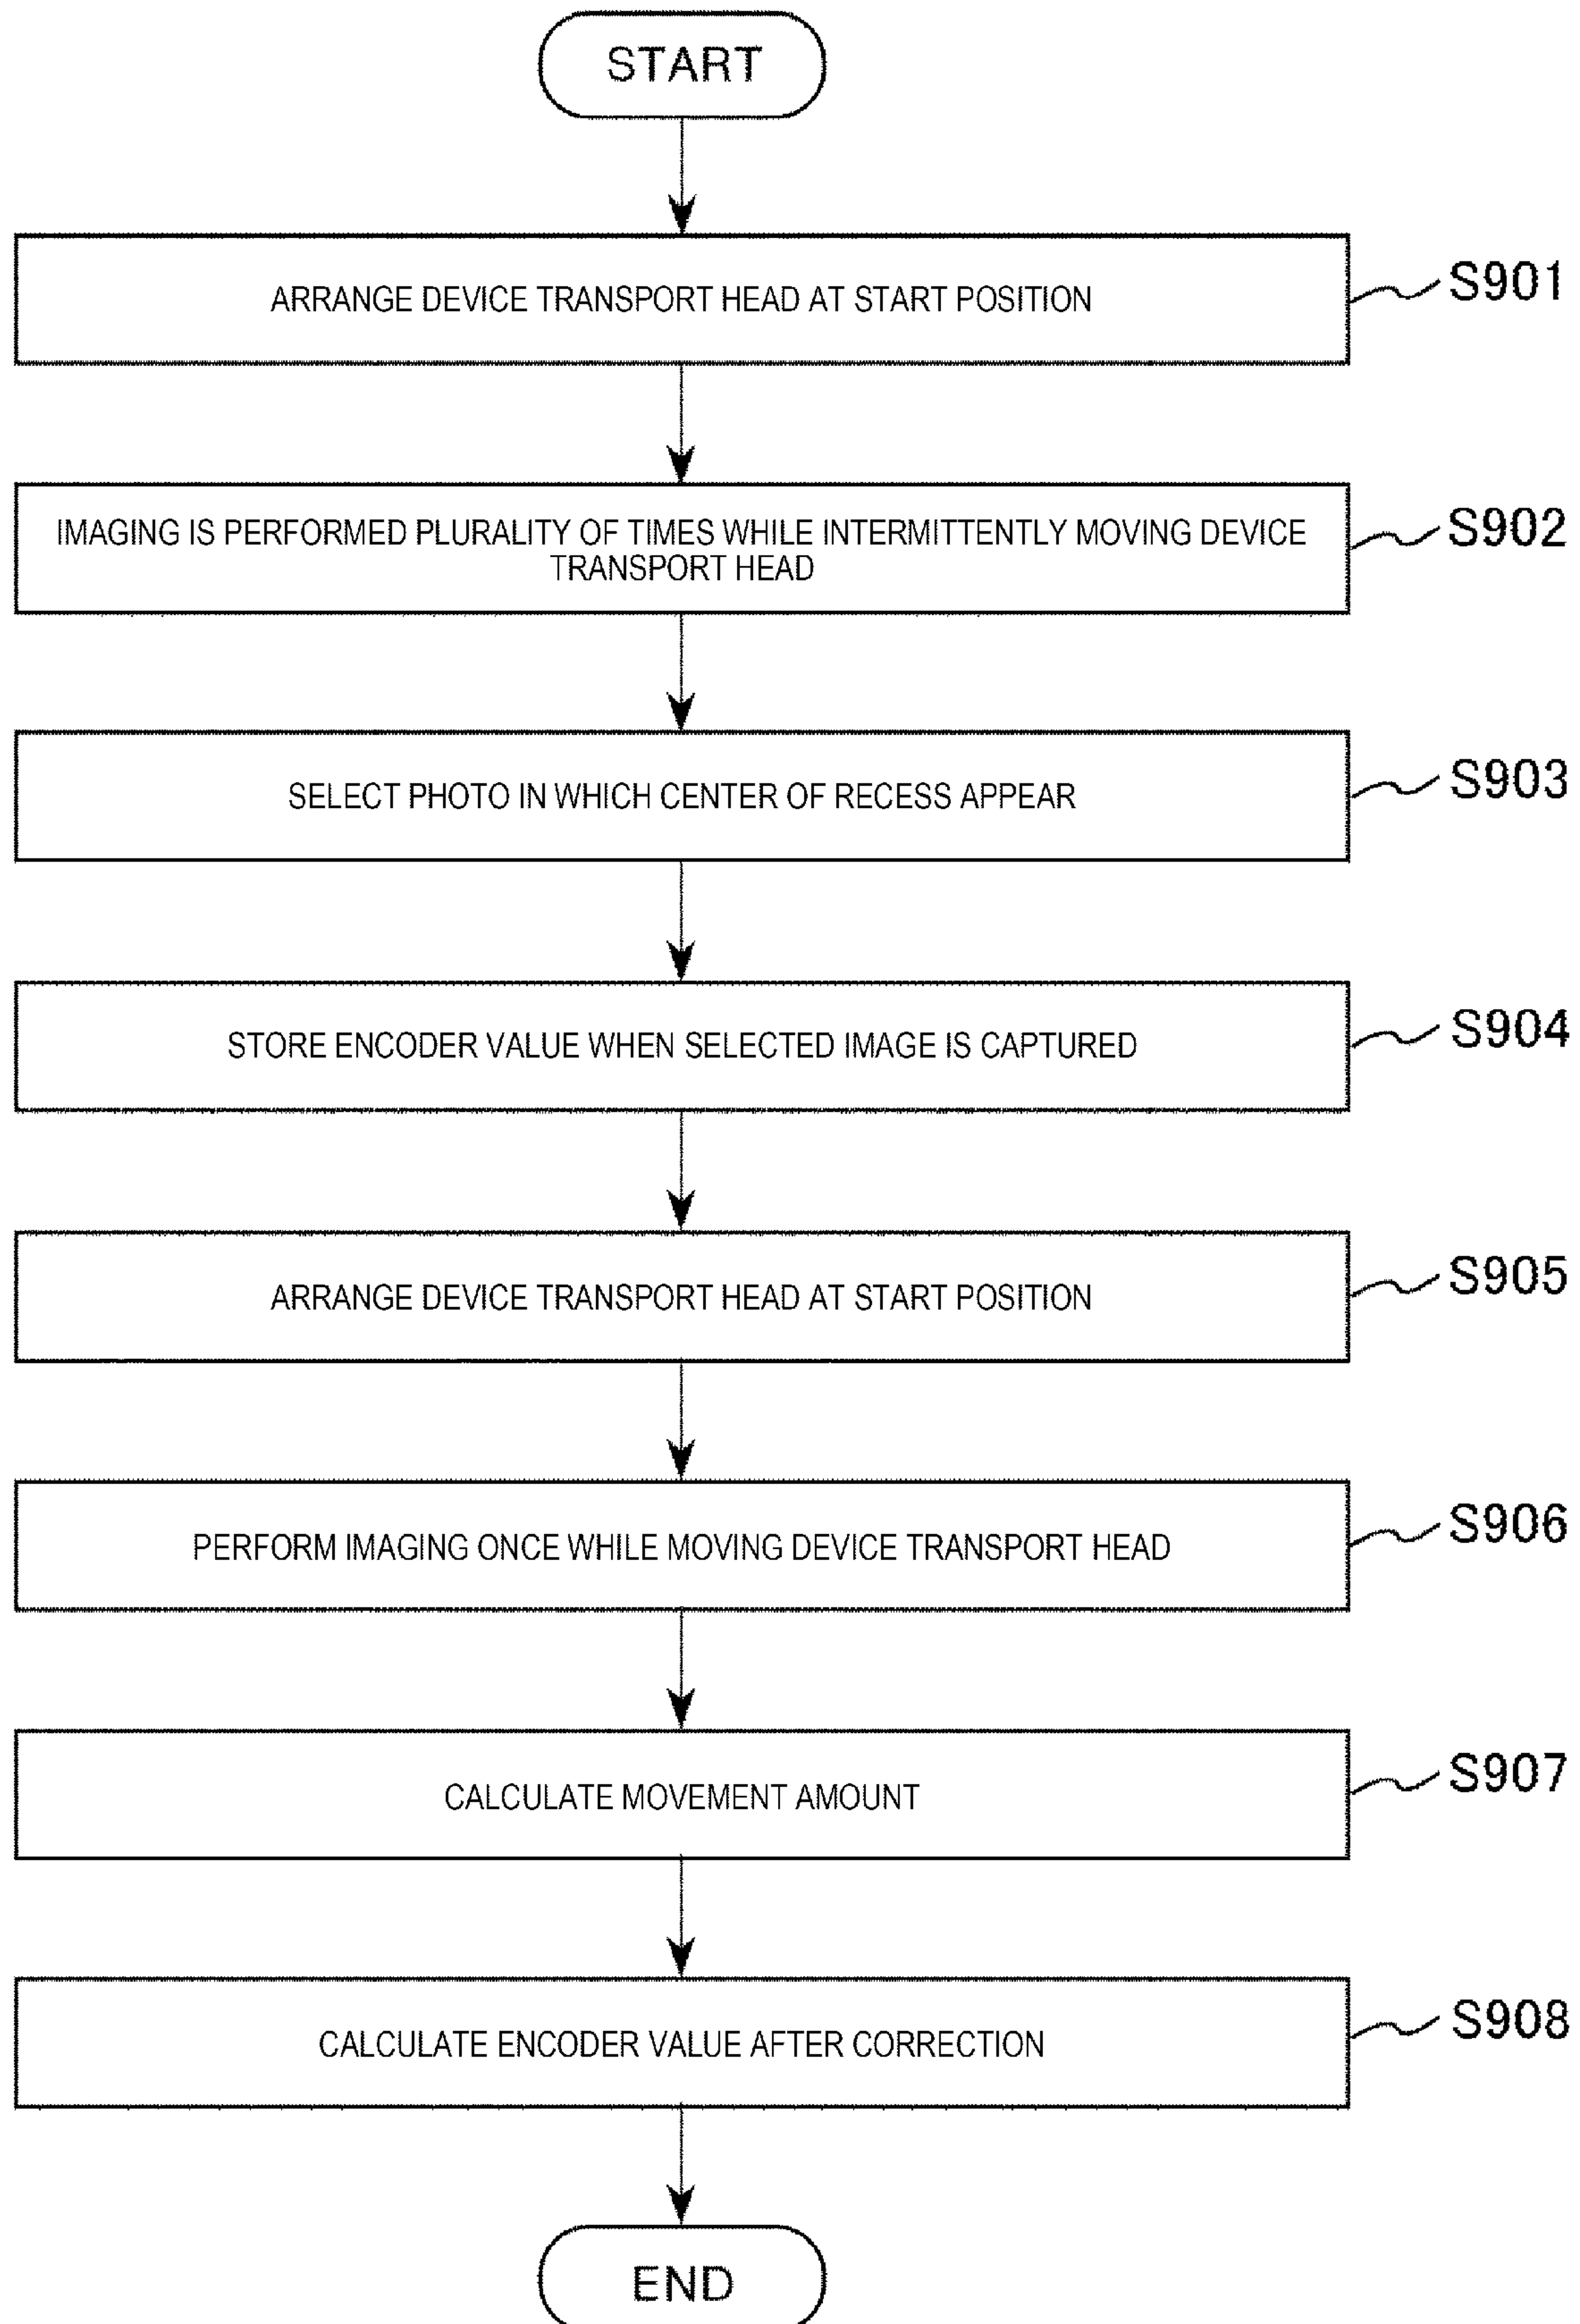 START
ARRANGE DEVICE TRANSPORT HEAD AT START POSITION
S901
IMAGING IS PERFORMED PLURALITY OF TIMES WHILE INTERMITTENTLY MOVING DEVICE
TRANSPORT HEAD
S902
SELECT PHOTO IN WHICH CENTER OF RECESS APPEAR
S903
STORE ENCODER VALUE WHEN SELECTED IMAGE IS CAPTURED
S904
ARRANGE DEVICE TRANSPORT HEAD AT START POSITION
S905
PERFORM IMAGING ONCE WHILE MOVING DEVICE TRANSPORT HEAD
S906
CALCULATE MOVEMENT AMOUNT
S907
CALCULATE ENCODER VALUE AFTER CORRECTION
S908
END